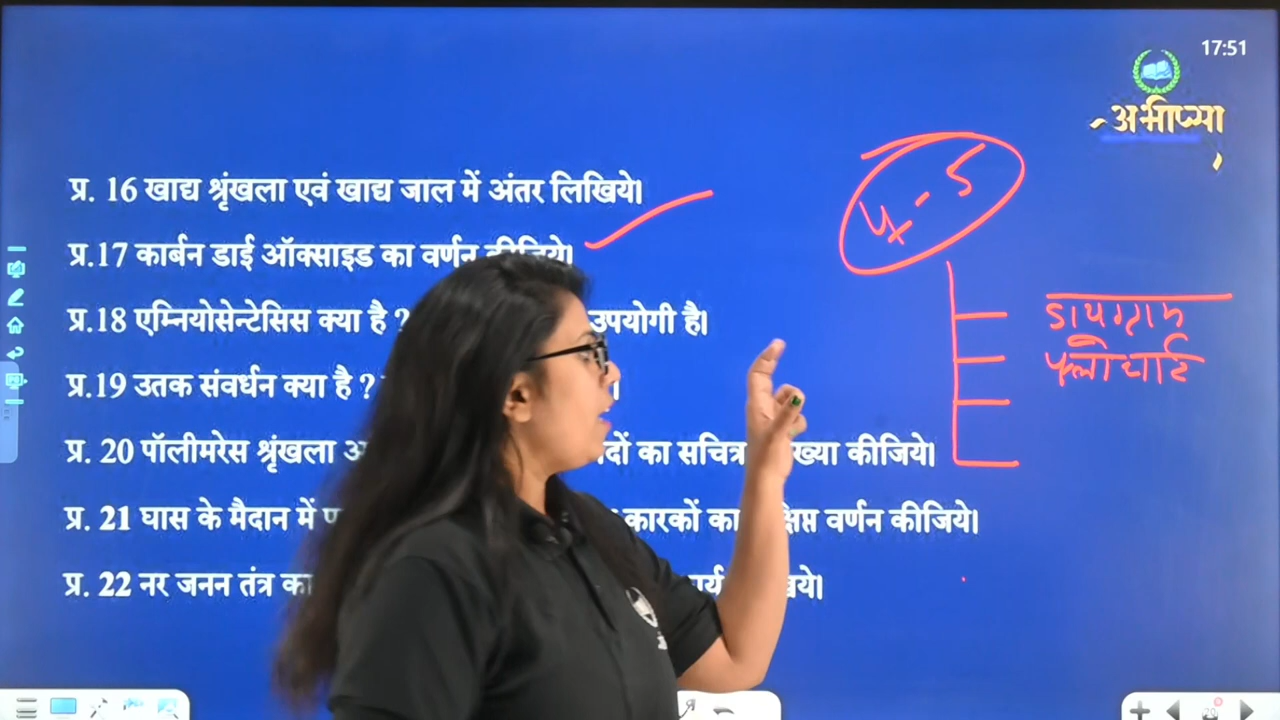 17:51
अभीप्सा
प्र. 16 खाद्य श्रृंखला एवं खाद्य जाल में अंतर लिखिये।
4-5
प्र.17 कार्बन डाई ऑक्साइड का वर्णन कीजिये।
प्र.18 एम्नियोसेन्टेसिस क्या है ? उपयोगी है।
डायग्राम
फ्लोचार्ट
प्र.19 उतक संवर्धन क्या है ?
प्र. 20 पॉलीमरेस श्रृंखला का सचित्र कीजिये।
प्र. 21 घास के मैदान में कारकों का वर्णन कीजिये।
प्र. 22 नर जनन तंत्र का